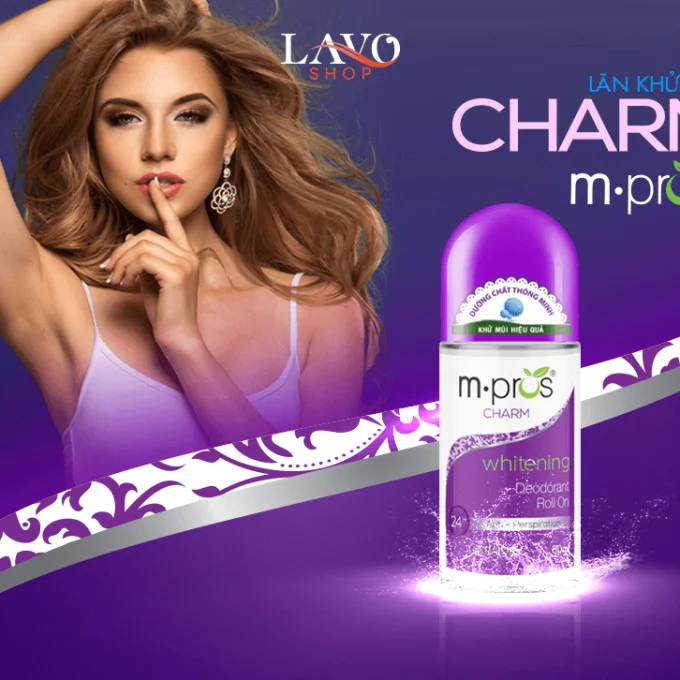 LAVO
SHOP
LĂN KHỬ
CHARM
m·pros
DƯỠNG CHẤT THÔNG MINH
KHỬ MÙI HIỆU QUẢ
m·pros®
CHARM
whitening
Deodorant
Roll On
24
Anti - Perspiration